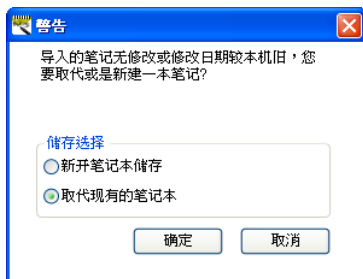 警告
导入的笔记无修改或修改日期较本机旧，您
要取代或是新建一本笔记?
储存选择
新开笔记本储存
取代现有的笔记本
确定
取消